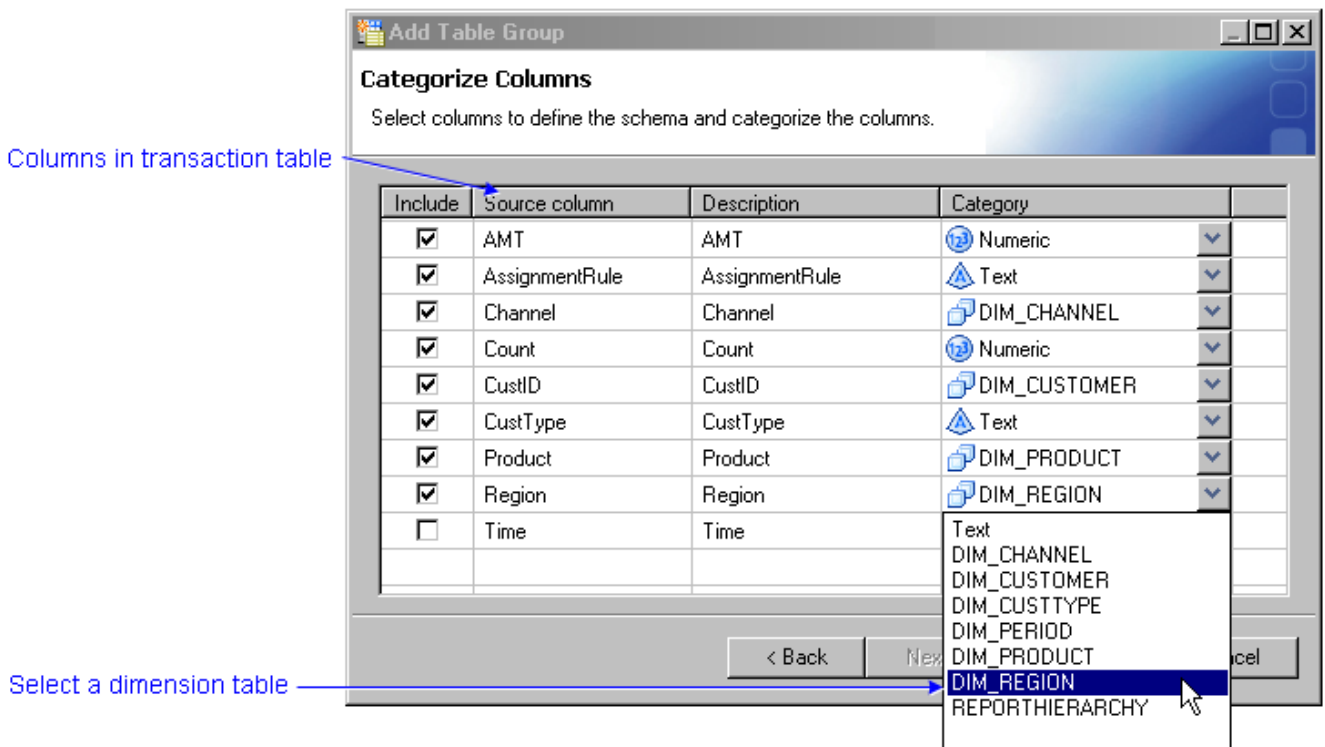 Add Table Group
Categorize Columns
Select columns to define the schema and categorize the columns.
Columns in transaction table
Include Source column Description Category
AMT AMT 123 Numeric
AssignmentRule AssignmentRule A Text
Channel Channel DIM_CHANNEL
Count Count 123 Numeric
CustID CustID DIM_CUSTOMER
CustType CustType A Text
Product Product DIM_PRODUCT
Region Region DIM_REGION
Time Time
Text
DIM_CHANNEL
DIM_CUSTOMER
DIM_CUSTTYPE
DIM_PERIOD
DIM_PRODUCT
DIM_REGION
REPORTHIERARCHY
< Back
Select a dimension table